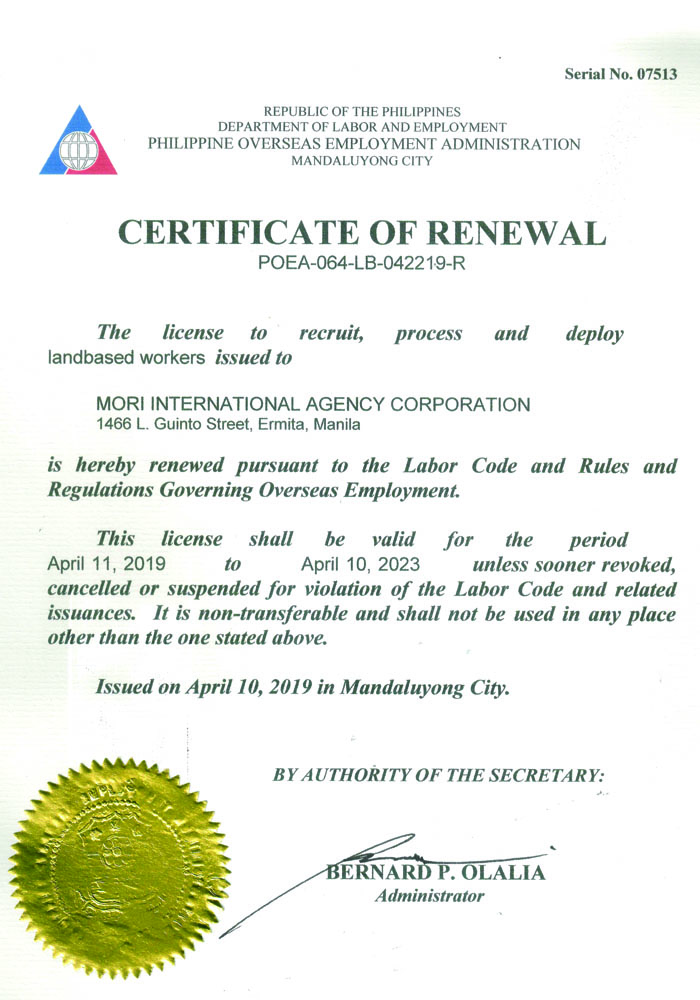 Serial No. 07513
REPUBLIC OF THE PHILIPPINES
DEPARTMENT OF LABOR AND EMPLOYMENT
PHILIPPINE OVERSEAS EMPLOYMENT ADMINISTRATION
MANDALUYONG CITY
CERTIFICATE OF RENEWAL
POEA-064-LB-042219-R
The license to recruit, process and deploy
landbased workers issued to
MORI INTERNATIONAL AGENCY CORPORATION
1466 L. Guinto Street, Ermita, Manila
is hereby renewed pursuant to the Labor Code and Rules and
Regulations Governing Overseas Employment.
This license shall be valid for the period
April 11, 2019 to April 10, 2023 unless sooner revoked,
cancelled or suspended for violation of the Labor Code and related
issuances. It is non-transferable and shall not be used in any place
other than the one stated above.
Issued on April 10, 2019 in Mandaluyong City.
BY AUTHORITY OF THE SECRETARY:
BERNARD P. OLALIA
Administrator